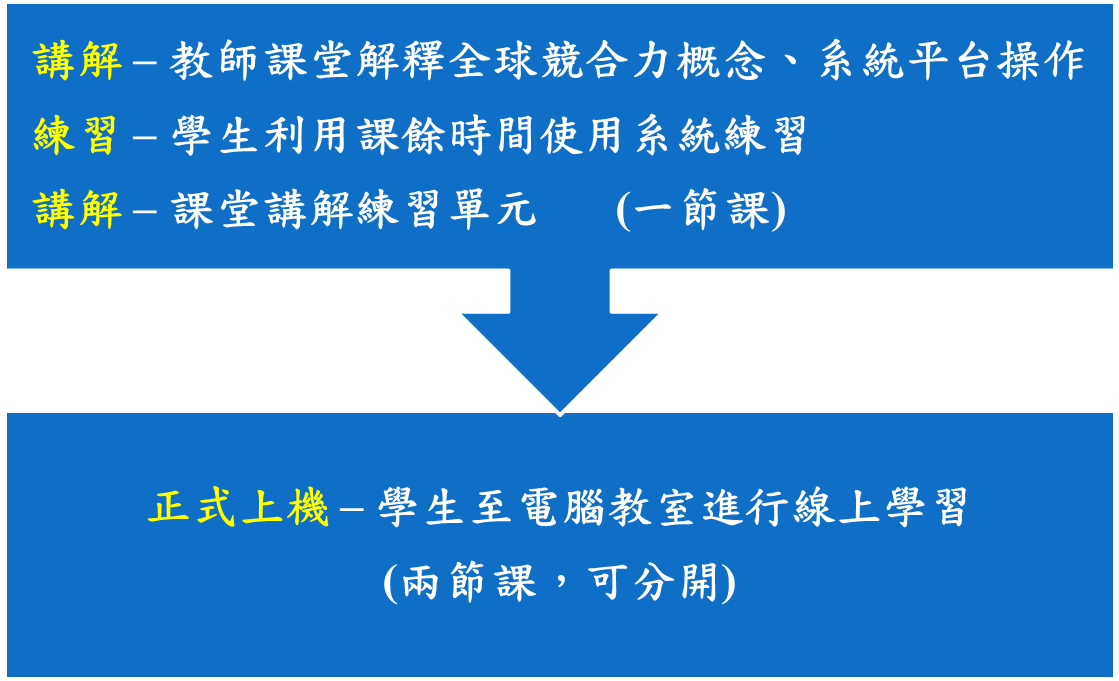 講解 – 教師課堂解釋全球競合力概念、系統平台操作
練習 – 學生利用課餘時間使用系統練習
講解 – 課堂講解練習單元 (一節課)
正式上機 – 學生至電腦教室進行線上學習
(兩節課，可分開)